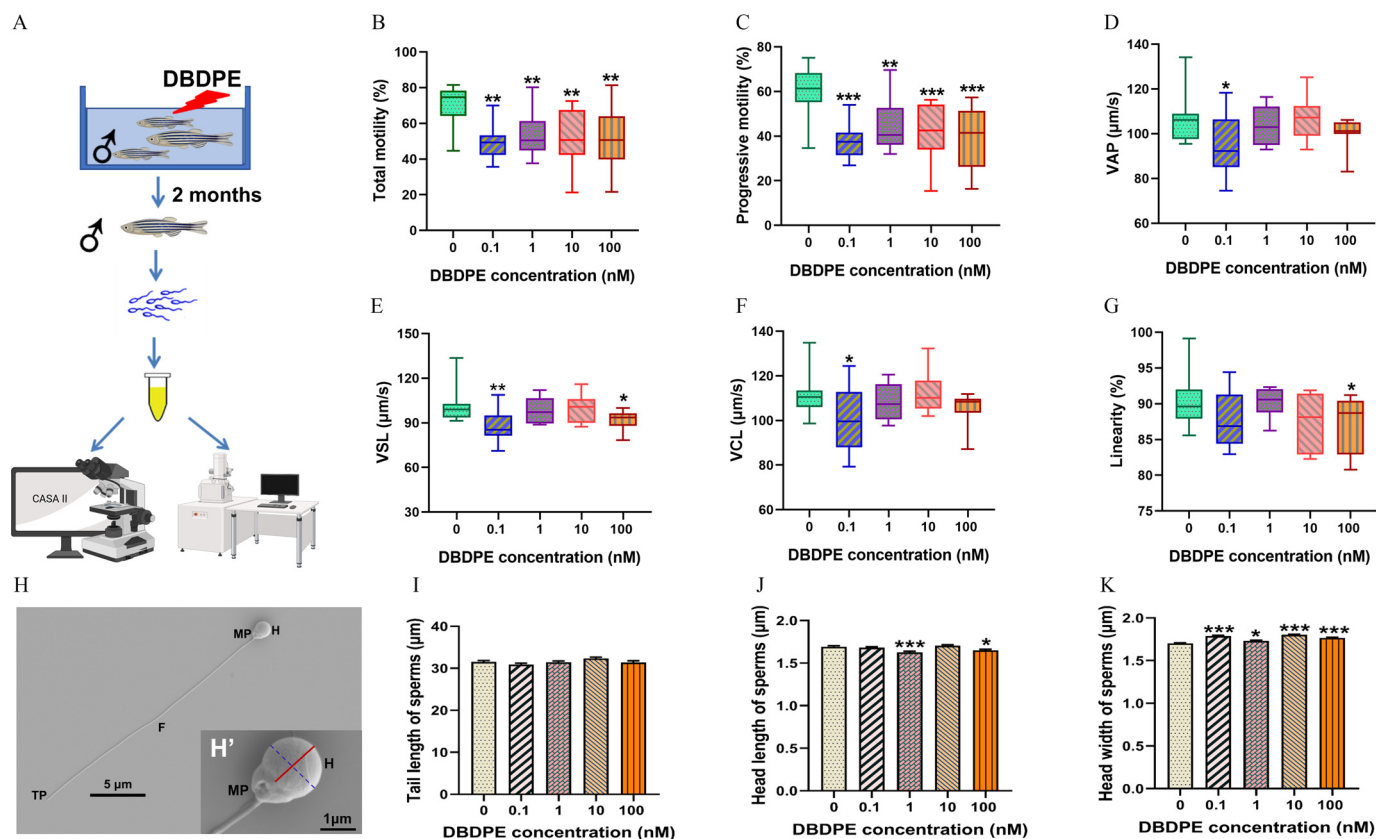 A
DBDPE
♂
2 months
♂
CASA II
B
Total motility (%)
100
80
60
40
20
0
**
**
**
**
0 0.1 1 10 100
DBDPE concentration (nM)
C
Progressive motility (%)
80
60
40
20
0
***
**
***
***
0 0.1 1 10 100
DBDPE concentration (nM)
D
VAP (µm/s)
140
120
100
80
60
*
0 0.1 1 10 100
DBDPE concentration (nM)
E
VSL (µm/s)
150
120
90
60
30
**
*
0 0.1 1 10 100
DBDPE concentration (nM)
F
VCL (µm/s)
140
120
100
80
60
*
0 0.1 1 10 100
DBDPE concentration (nM)
G
Linearity (%)
100
95
90
85
80
75
*
0 0.1 1 10 100
DBDPE concentration (nM)
H
MP
H
F
TP
5 µm
H’
H
MP
1µm
I
Tail length of sperms (µm)
40
30
20
10
0
0 0.1 1 10 100
DBDPE concentration (nM)
J
Head length of sperms (µm)
2.0
1.5
1.0
0.5
0.0
***
*
0 0.1 1 10 100
DBDPE concentration (nM)
K
Head width of sperms (µm)
2.0
1.5
1.0
0.5
0.0
***
*
***
***
0 0.1 1 10 100
DBDPE concentration (nM)